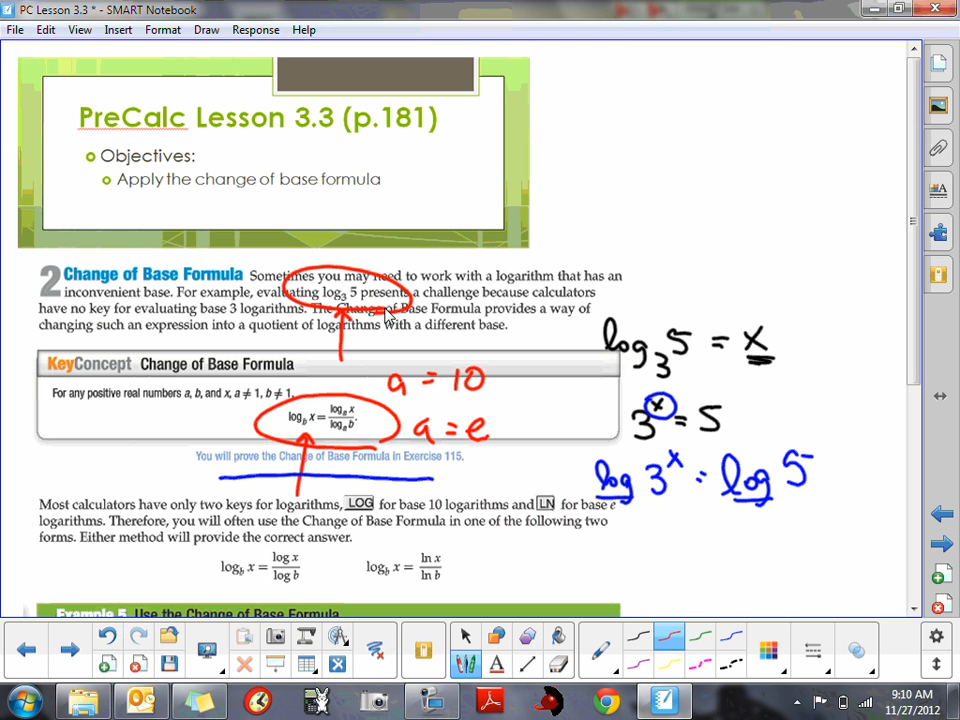 PC Lesson 3.3 * - SMART Notebook
File Edit View Insert Format Draw Response Help
PreCalc Lesson 3.3 (p.181)
Objectives:
Apply the change of base formula
2 Change of Base Formula Sometimes you may need to work with a logarithm that has an
inconvenient base. For example, evaluating log₃ 5 presents a challenge because calculators
have no key for evaluating base 3 logarithms. The Change of Base Formula provides a way of
changing such an expression into a quotient of logarithms with a different base.
log₃ 5 = x
KeyConcept Change of Base Formula
a = 10
For any positive real numbers a, b, and x, a ≠ 1, b ≠ 1,
log_b x = log_a x / log_a b.
a = e
3^x = 5
You will prove the Change of Base Formula in Exercise 115.
log 3^x = log 5
Most calculators have only two keys for logarithms, LOG for base 10 logarithms and LN for base e
logarithms. Therefore, you will often use the Change of Base Formula in one of the following two
forms. Either method will provide the correct answer.
log_b x = log x / log b log_b x = ln x / ln b
Example 5 Use the Change of Base Formula
9:10 AM
11/27/2012